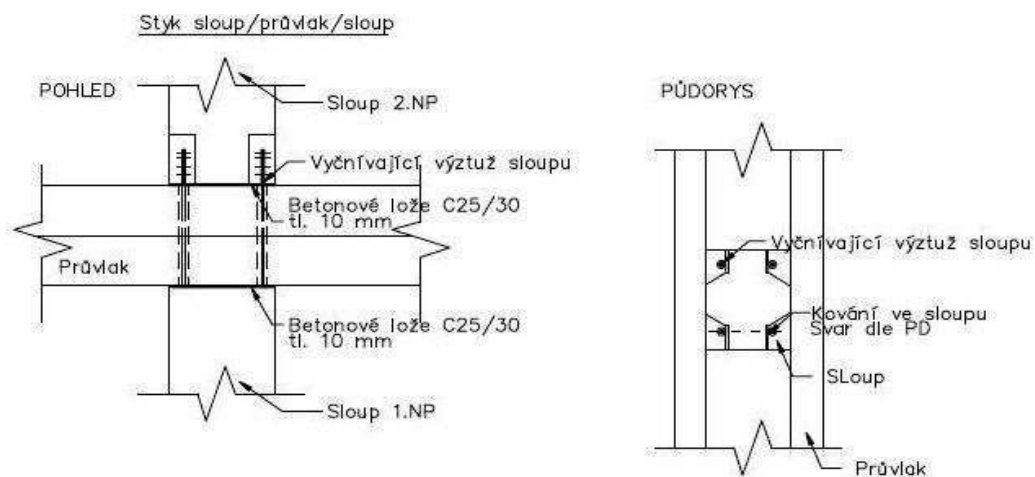 Styk sloup/průvlak/sloup
POHLED
Sloup 2.NP
Vyčnívající výztuž sloupu
Betonové lože C25/30
tl. 10 mm
Průvlak
Betonové lože C25/30
tl. 10 mm
Sloup 1.NP
PŮDORYS
Vyčnívající výztuž sloupu
Kování ve sloupu
Svar dle PD
SLoup
Průvlak